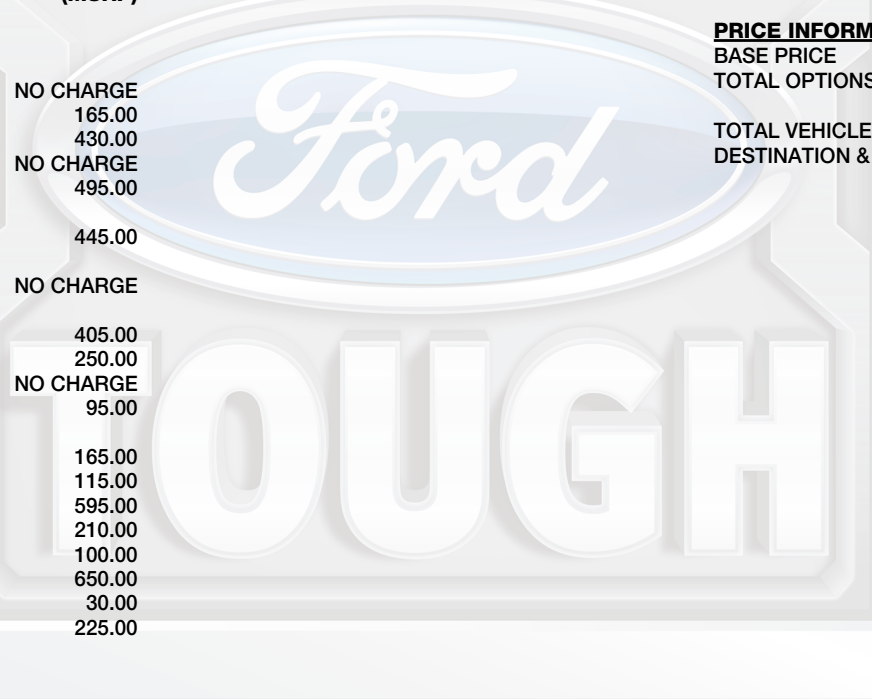 PRICE INFORM
BASE PRICE
TOTAL OPTIONS
TOTAL VEHICLE
DESTINATION &
NO CHARGE
165.00
430.00
NO CHARGE
495.00
445.00
NO CHARGE
405.00
250.00
NO CHARGE
95.00
165.00
115.00
595.00
210.00
100.00
650.00
30.00
225.00
Ford
TOUGH